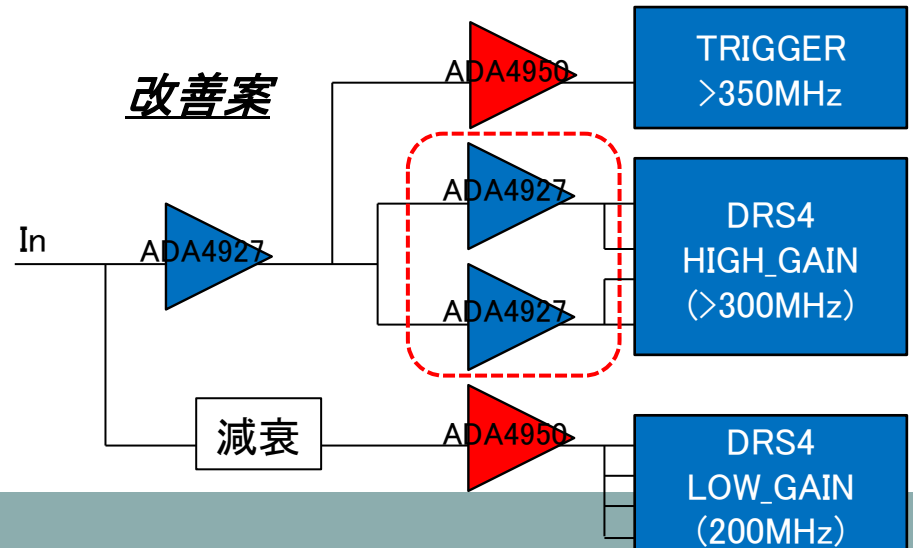 改善案
ADA4950
TRIGGER
>350MHz
In
ADA4927
ADA4927
ADA4927
DRS4
HIGH_GAIN
(>300MHz)
減衰
ADA4950
DRS4
LOW_GAIN
(200MHz)